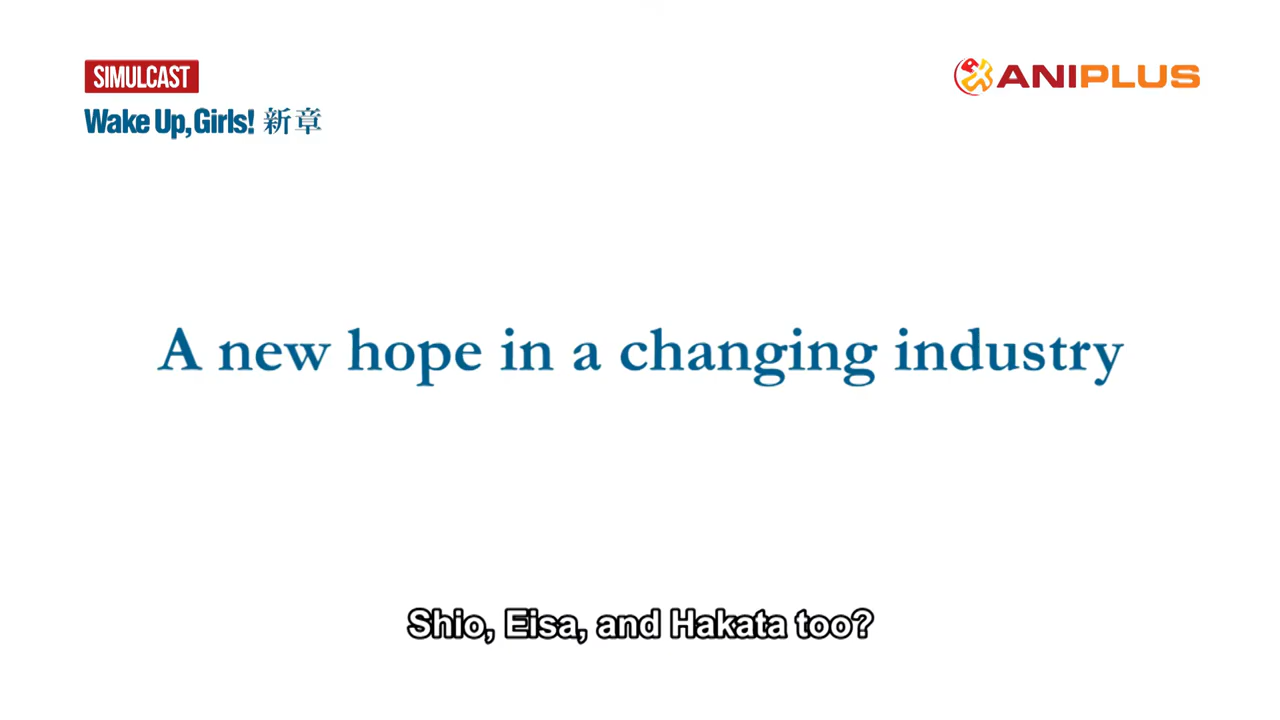 SIMULCAST
ANIPLUS
Wake Up, Girls! 新章
A new hope in a changing industry
Shio, Eisa, and Hakata too?